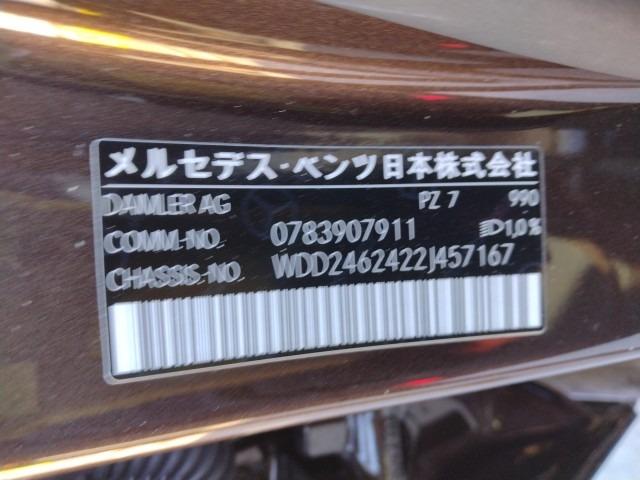 メルセデス・ベンツ日本株式会社
DAIMLER AG PZ 7 990
COMM.-NO. 0783907911 1,0%
CHASSIS.-NO. WDD2462422J457167